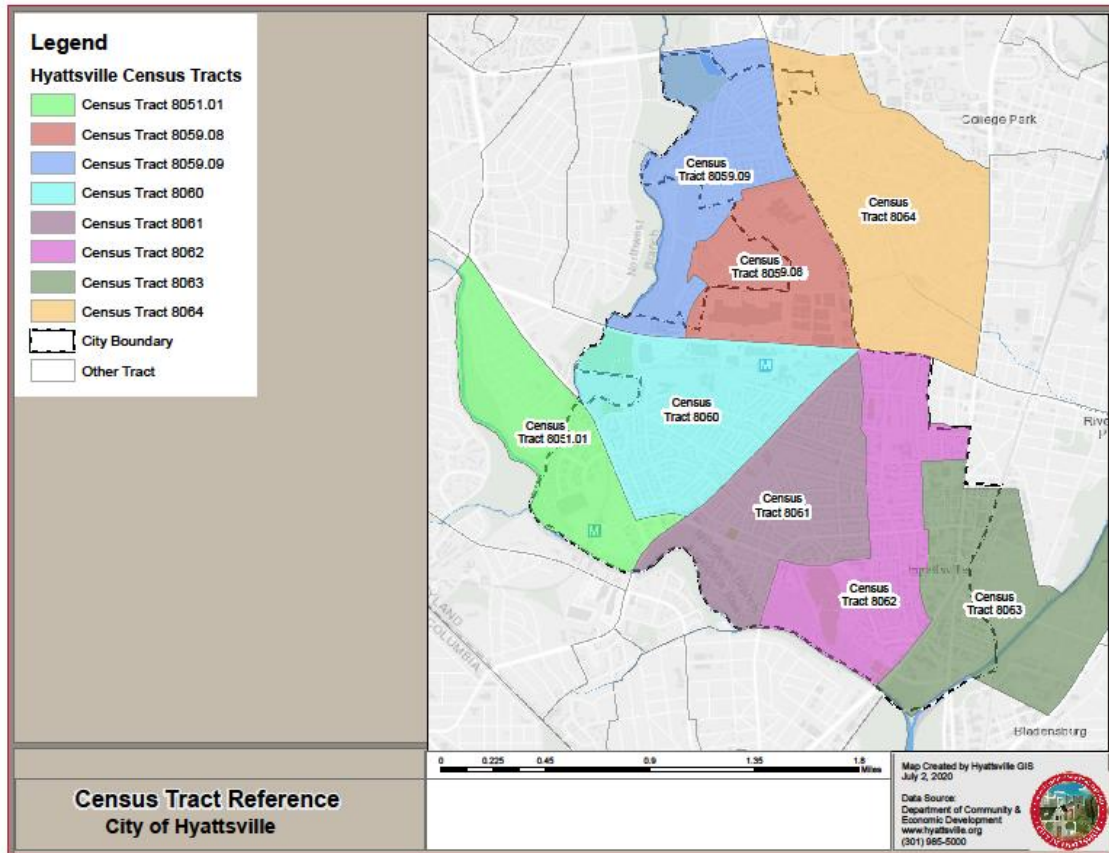 Legend
Hyattsville Census Tracts
Census Tract 8051.01
Census Tract 8059.08
Census Tract 8059.09
Census Tract 8060
Census Tract 8061
Census Tract 8062
Census Tract 8063
Census Tract 8064
City Boundary
Other Tract
College Park
Census
Tract 8059.09
Census
Tract 8064
Northwest
Branch
Census
Tract 8059.08
M
Census
Tract 8060
Census
Tract 8051.01
Census
Tract 8061
M
Hyattsville
Census
Tract 8062
Census
Tract 8063
COLUMBIA
Bladensburg
0 0.225 0.45 0.9 1.35 1.8
Miles
Census Tract Reference
City of Hyattsville
Map Created by Hyattsville GIS
July 2, 2020
Data Source:
Department of Community &
Economic Development
www.hyattsville.org
(301) 985-5000